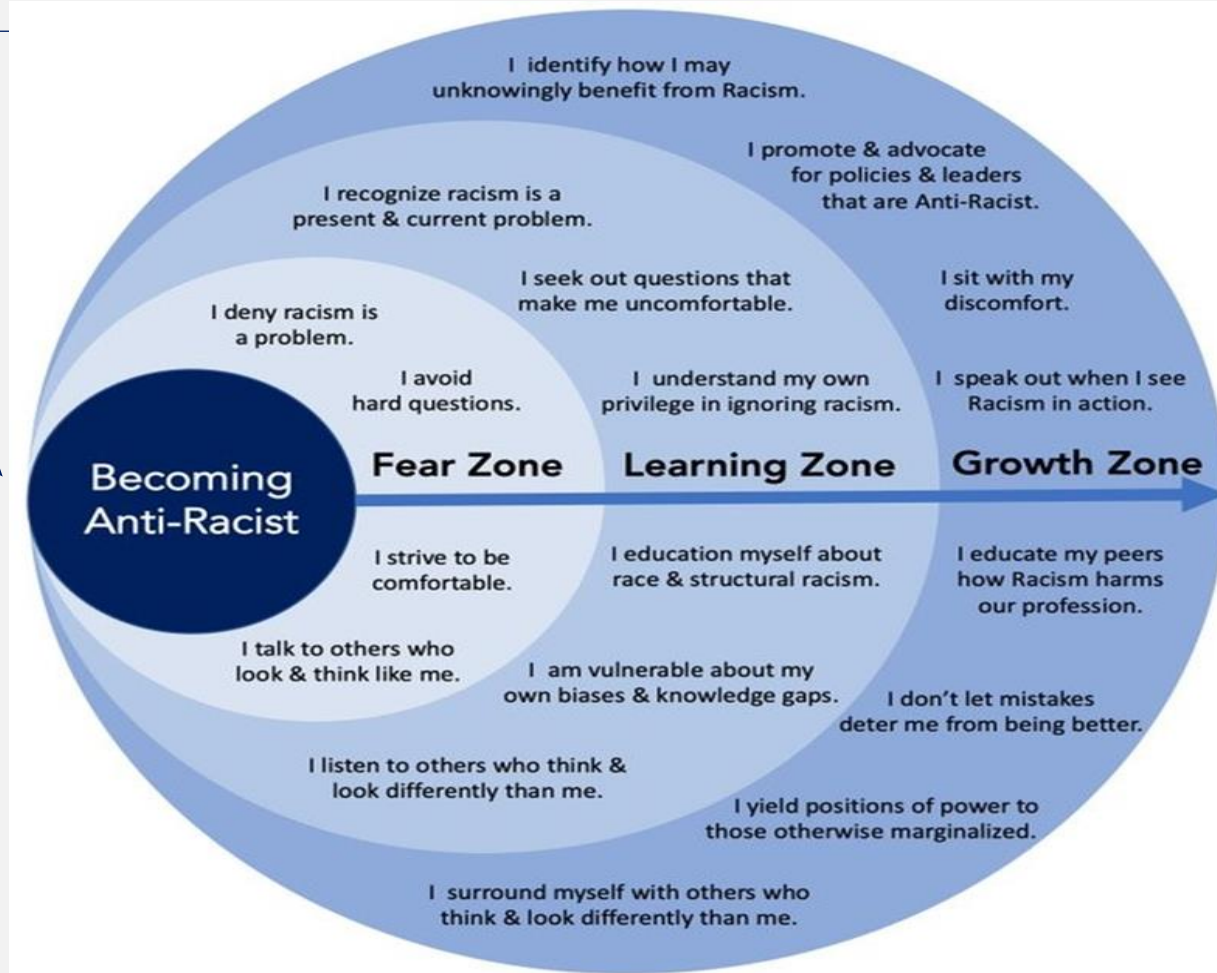 I identify how I may
unknowingly benefit from Racism.
I promote & advocate
for policies & leaders
that are Anti-Racist.
I recognize racism is a
present & current problem.
I seek out questions that
make me uncomfortable.
I sit with my
discomfort.
I deny racism is
a problem.
I avoid
hard questions.
I understand my own
privilege in ignoring racism.
I speak out when I see
Racism in action.
Becoming
Anti-Racist
Fear Zone
Learning Zone
Growth Zone
I strive to be
comfortable.
I education myself about
race & structural racism.
I educate my peers
how Racism harms
our profession.
I talk to others who
look & think like me.
I am vulnerable about my
own biases & knowledge gaps.
I don't let mistakes
deter me from being better.
I listen to others who think &
look differently than me.
I yield positions of power to
those otherwise marginalized.
I surround myself with others who
think & look differently than me.